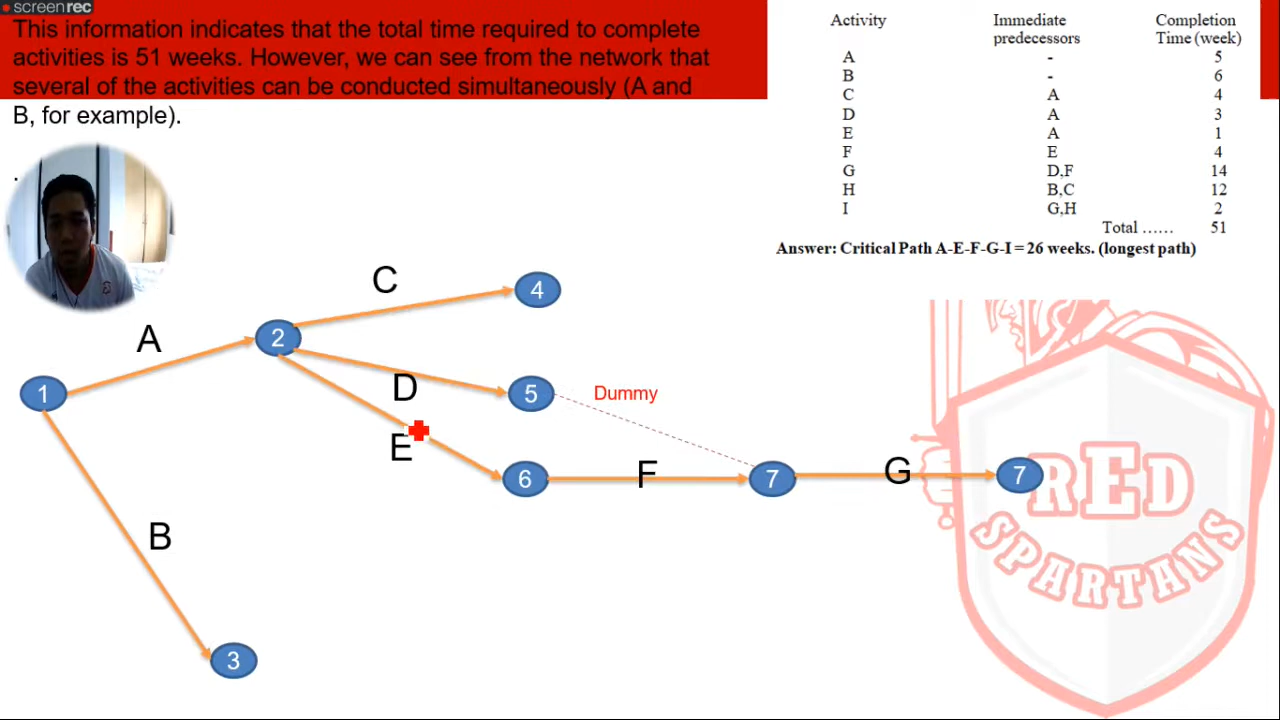 screenrec
This information indicates that the total time required to complete
activities is 51 weeks. However, we can see from the network that
several of the activities can be conducted simultaneously (A and
B, for example).
.
Activity Immediate predecessors Completion Time (week)
A - 5
B - 6
C A 4
D A 3
E A 1
F E 4
G D,F 14
H B,C 12
I G,H 2
Total ...... 51
Answer: Critical Path A-E-F-G-I = 26 weeks. (longest path)
C
4
A
2
D
5
Dummy
1
E
6
F
7
G
7
B
3
RED
SPARTANS